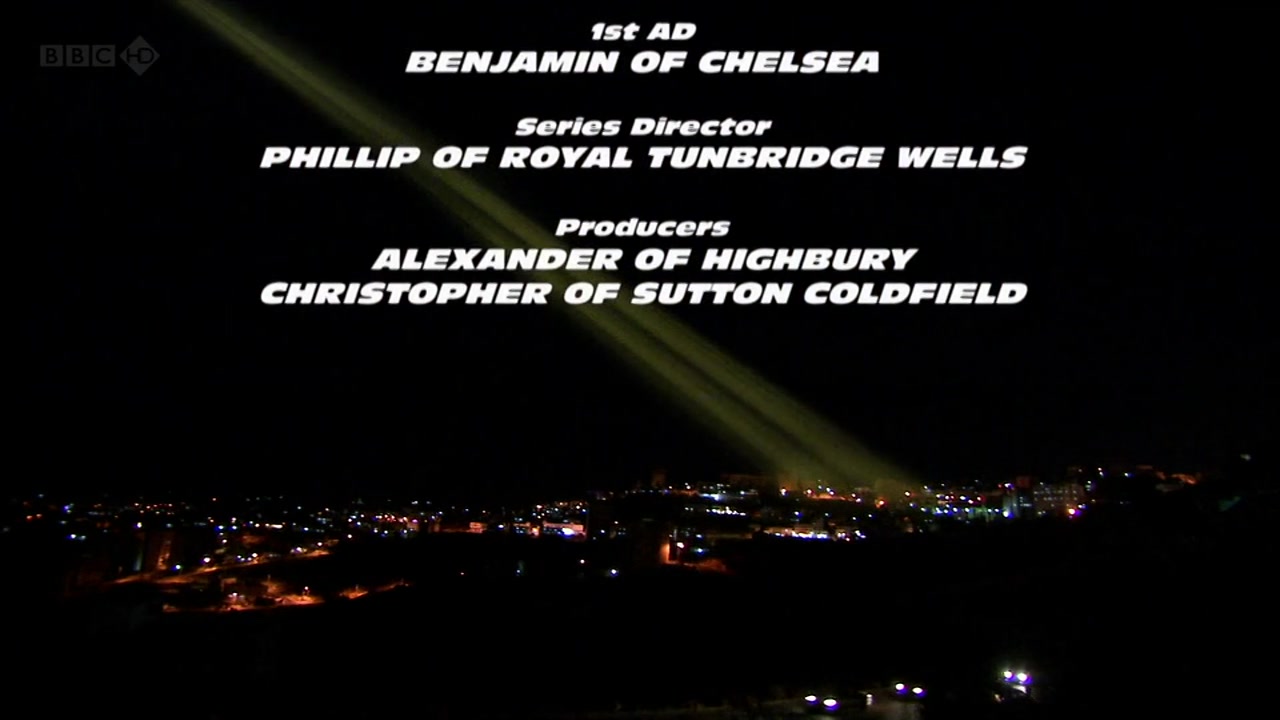 BBC HD
1st AD
BENJAMIN OF CHELSEA
Series Director
PHILLIP OF ROYAL TUNBRIDGE WELLS
Producers
ALEXANDER OF HIGHBURY
CHRISTOPHER OF SUTTON COLDFIELD